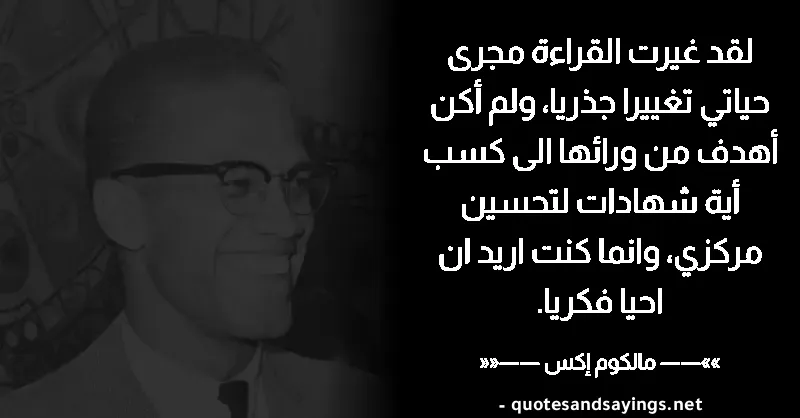 لقد غيرت القراءة مجرى
حياتي تغييرا جذريا، ولم أكن
أهدف من ورائها الى كسب
أية شهادات لتحسين
مركزي، وانما كنت اريد ان
احيا فكريا.
»—— مالكوم إكس ——««
- quotesandsayings.net